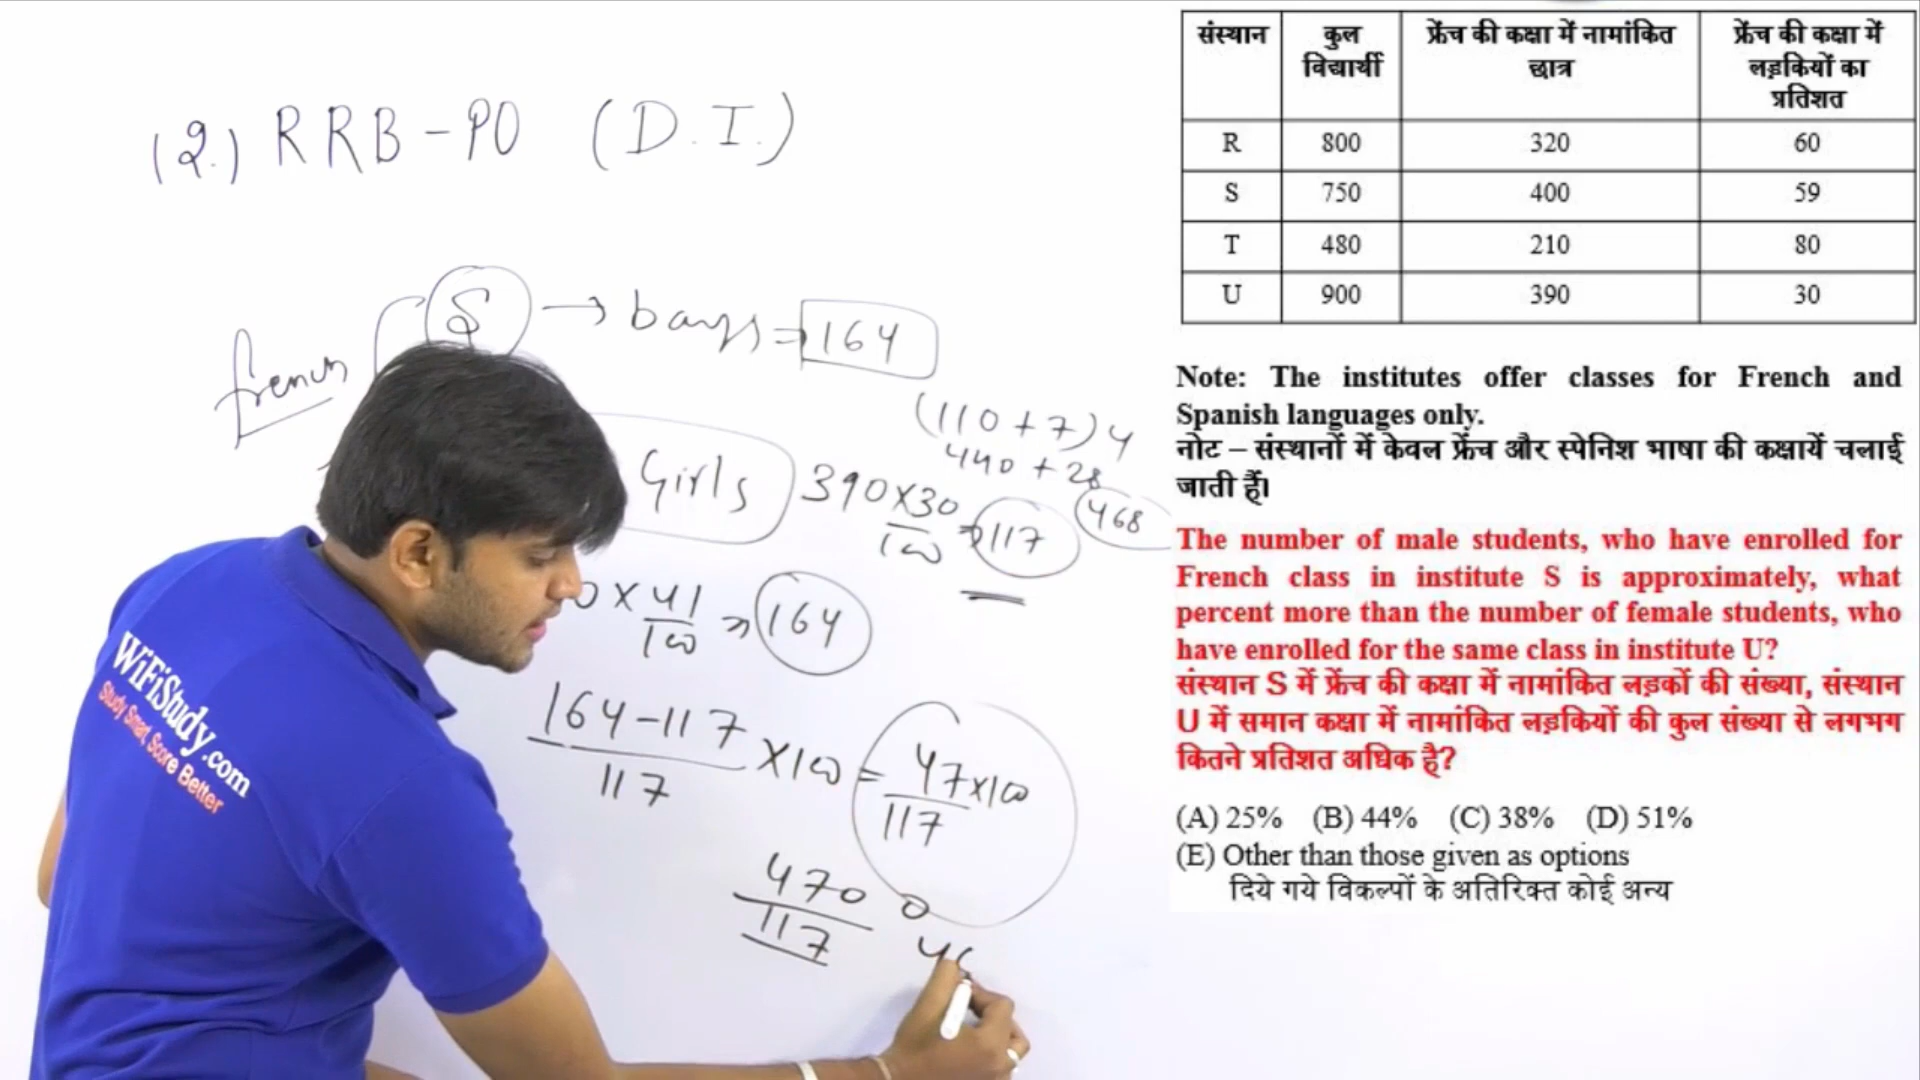 (2.) RRB-PO (D.I.)
french
S → boys = 164
Girls
390×30
100
⇒ 117
(110+7)4
440+28
468
0 × 41
100
⇒ 164
164-117
117
×100 = 47×100
117
470 0
117
WiFiStudy.com
Study Smart, Score Better
संस्थान कुल विद्यार्थी फ्रेंच की कक्षा में नामांकित छात्र फ्रेंच की कक्षा में लड़कियों का प्रतिशत
R 800 320 60
S 750 400 59
T 480 210 80
U 900 390 30
Note: The institutes offer classes for French and
Spanish languages only.
नोट – संस्थानों में केवल फ्रेंच और स्पेनिश भाषा की कक्षायें चलाई
जाती हैं।
The number of male students, who have enrolled for
French class in institute S is approximately, what
percent more than the number of female students, who
have enrolled for the same class in institute U?
संस्थान S में फ्रेंच की कक्षा में नामांकित लड़कों की संख्या, संस्थान
U में समान कक्षा में नामांकित लड़कियों की कुल संख्या से लगभग
कितने प्रतिशत अधिक है?
(A) 25% (B) 44% (C) 38% (D) 51%
(E) Other than those given as options
दिये गये विकल्पों के अतिरिक्त कोई अन्य